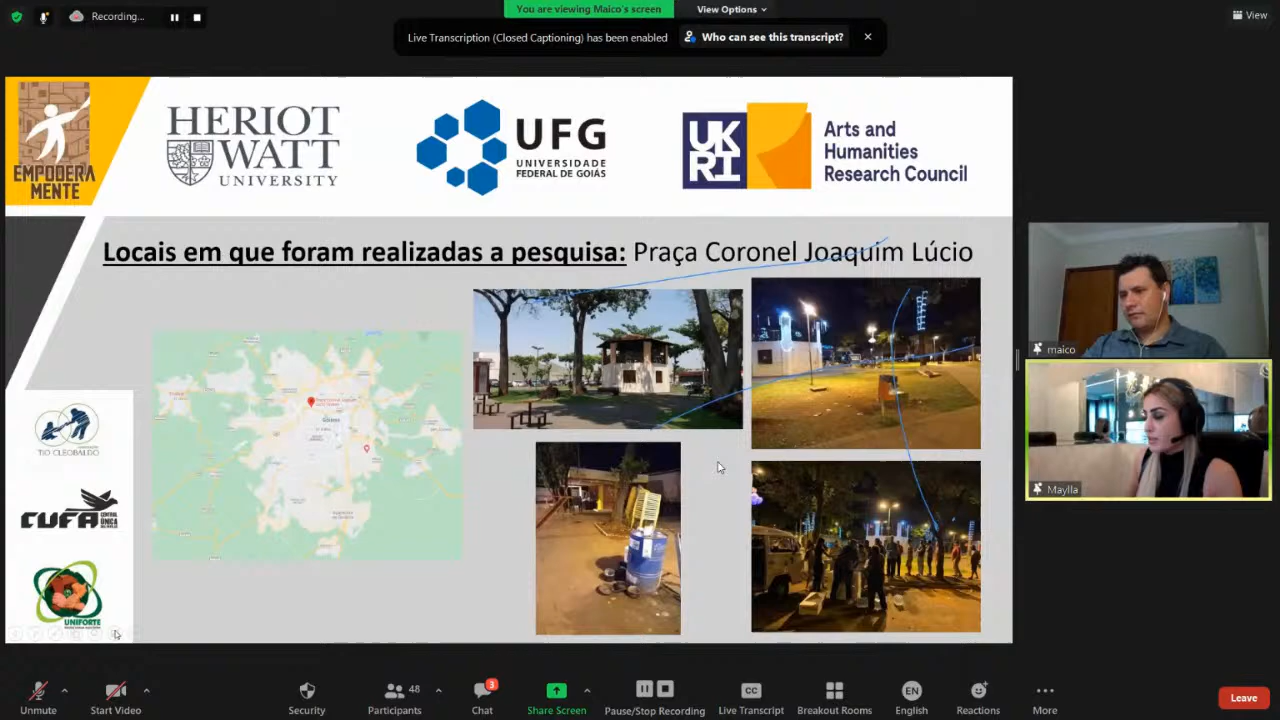 Recording...
You are viewing Maico's screen
View Options
View
Live Transcription (Closed Captioning) has been enabled
Who can see this transcript?
EMPODERA
MENTE
HERIOT
WATT
UNIVERSITY
UFG
UNIVERSIDADE
FEDERAL DE GOIÁS
UK
RI
Arts and
Humanities
Research Council
Locais em que foram realizadas a pesquisa: Praça Coronel Joaquim Lúcio
TIO CLEOBALDO
CUFA CENTRAL
ÚNICA
UNIFORTE
maico
Maylla
Unmute
Start Video
Security
48
Participants
3
Chat
Share Screen
Pause/Stop Recording
CC
Live Transcript
Breakout Rooms
EN
English
Reactions
More
Leave